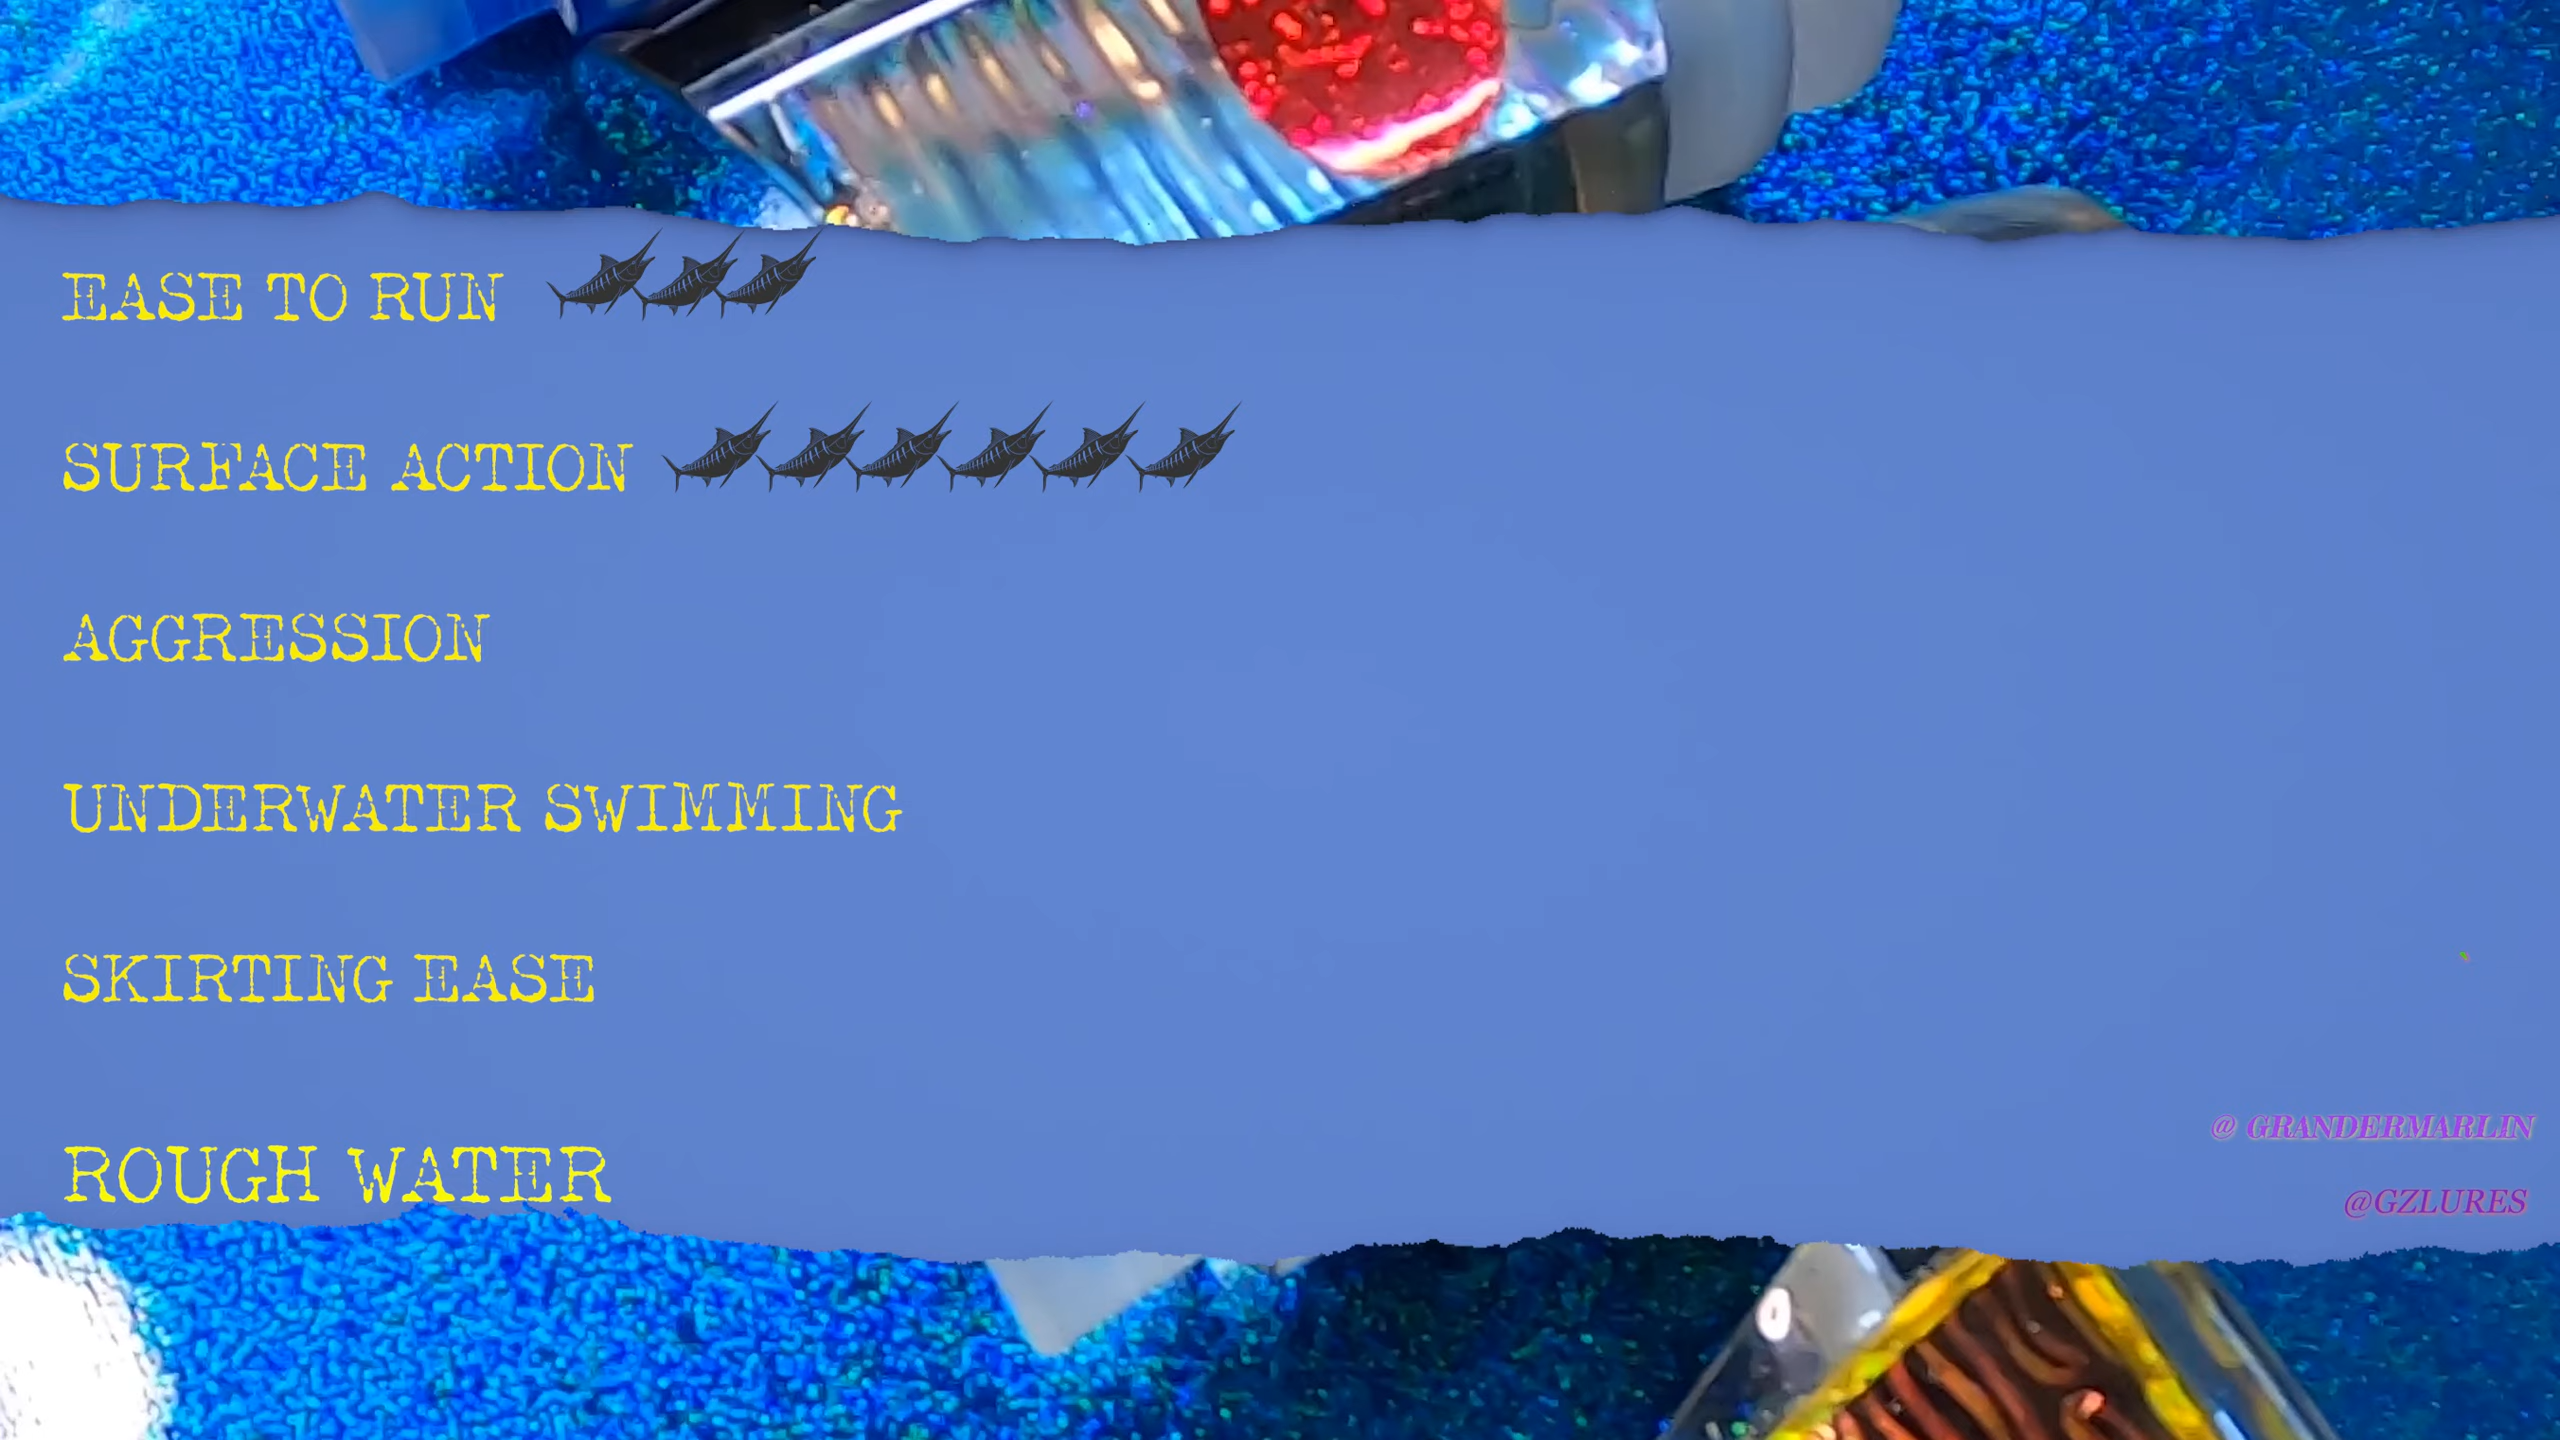 EASE TO RUN
SURFACE ACTION
AGGRESSION
UNDERWATER SWIMMING
SKIRTING EASE
ROUGH WATER
@ GRANDERMARLIN
@GZLURES